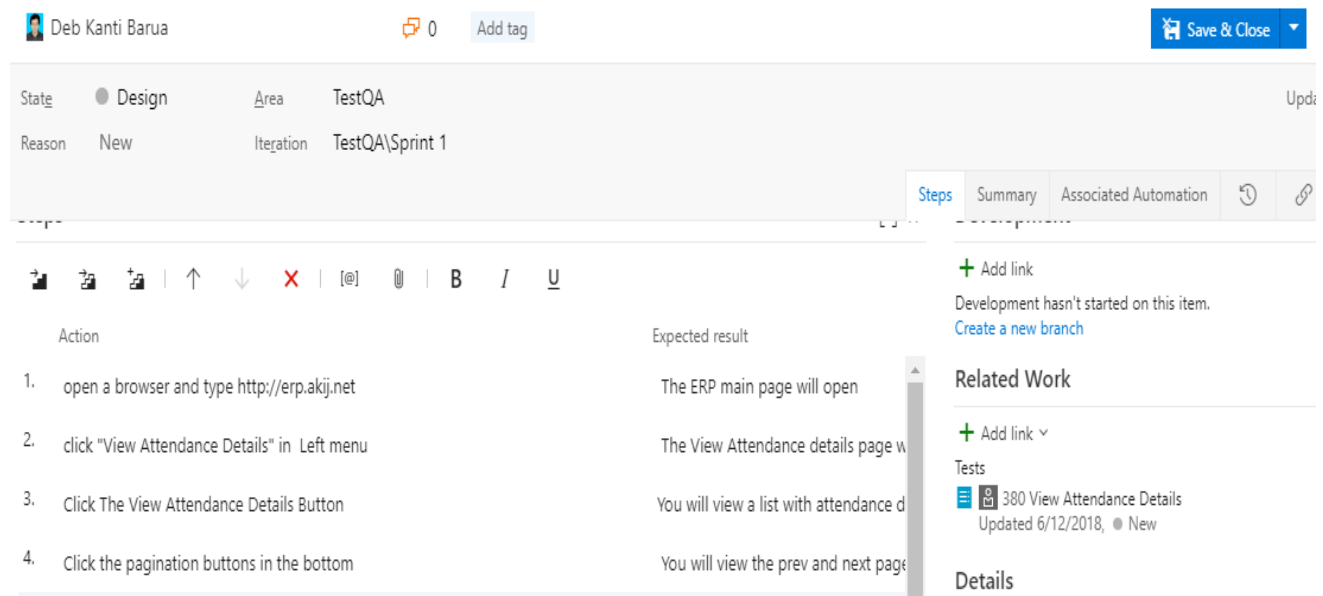 Deb Kanti Barua 0 Add tag Save & Close
State Design Area TestQA
Reason New Iteration TestQA\Sprint 1
Steps Summary Associated Automation
Action Expected result
1. open a browser and type http://erp.akij.net The ERP main page will open
2. click "View Attendance Details" in Left menu The View Attendance details page
3. Click The View Attendance Details Button You will view a list with attendance
4. Click the pagination buttons in the bottom You will view the prev and next page
Add link
Development hasn't started on this item.
Create a new branch
Related Work
Add link
Tests
380 View Attendance Details
Updated 6/12/2018, New
Details